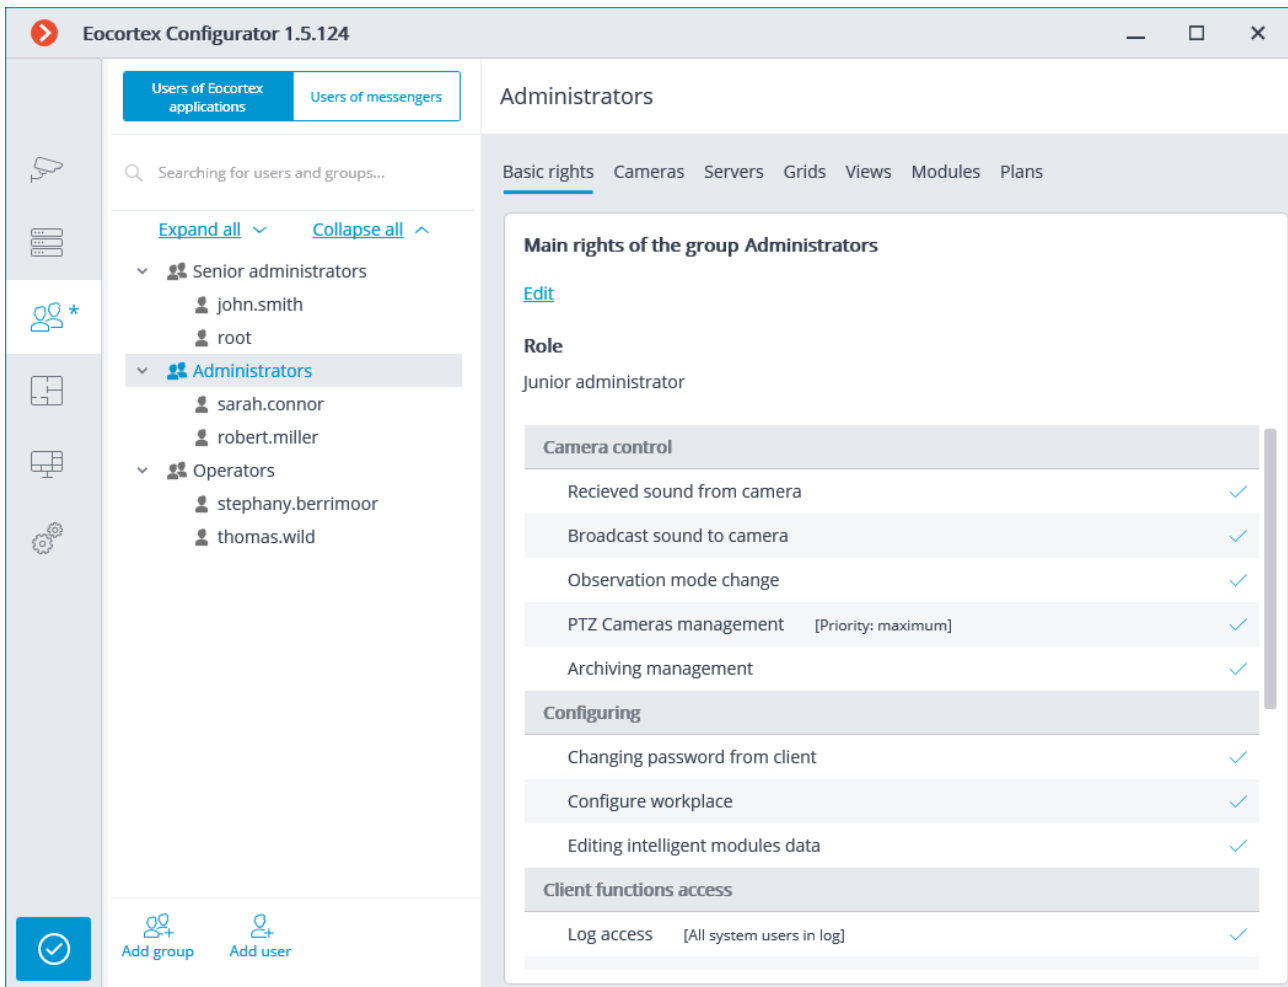 Eocortex Configurator 1.5.124
Users of Eocortex
applications
Users of messengers
Searching for users and groups...
Expand all
Collapse all
Senior administrators
john.smith
root
Administrators
sarah.connor
robert.miller
Operators
stephany.berrimoor
thomas.wild
Add group
Add user
Administrators
Basic rights Cameras Servers Grids Views Modules Plans
Main rights of the group Administrators
Edit
Role
Junior administrator
Camera control
Recieved sound from camera
Broadcast sound to camera
Observation mode change
PTZ Cameras management [Priority: maximum]
Archiving management
Configuring
Changing password from client
Configure workplace
Editing intelligent modules data
Client functions access
Log access [All system users in log]